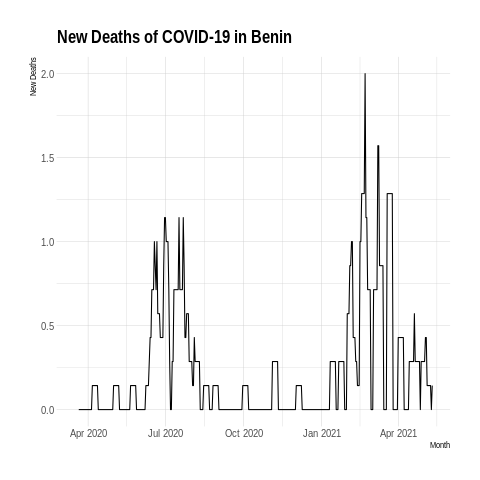 New Deaths of COVID-19 in Benin
New Deaths
2.0
1.5
1.0
0.5
0.0
Apr 2020 Jul 2020 Oct 2020 Jan 2021 Apr 2021
Month